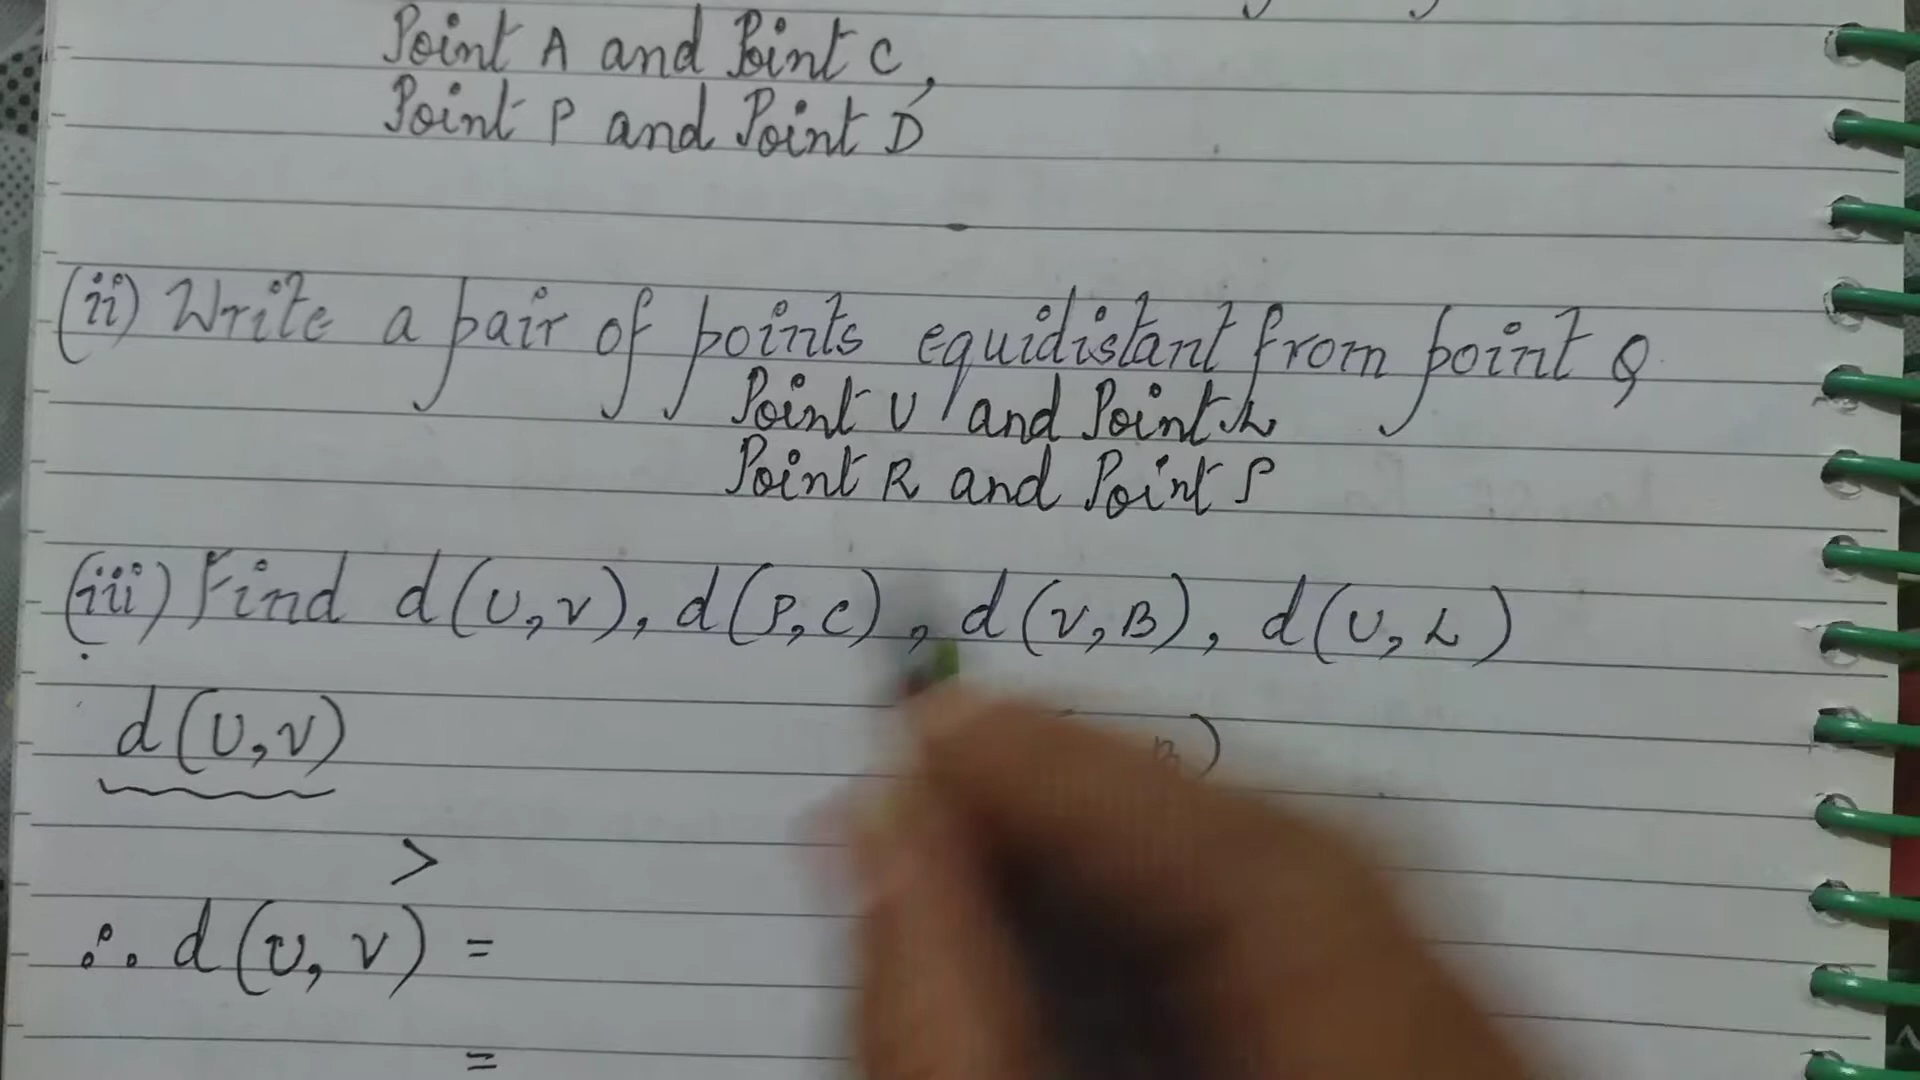 Point A and Point C,
Point P and Point D
(ii) Write a pair of points equidistant from point Q
Point U and Point L
Point R and Point P
(iii) Find d(U,V), d(P,C), d(V,B), d(U,L)
d(U,V)
B)
>
∴ d(U,V) =
=